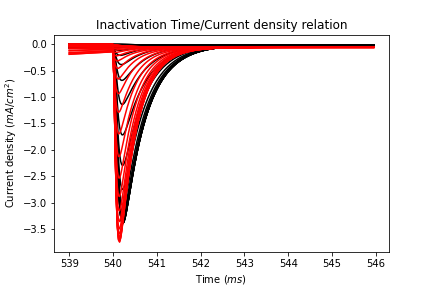 Inactivation Time/Current density relation
Current density (mA/cm²)
0.0
−0.5
−1.0
−1.5
−2.0
−2.5
−3.0
−3.5
539 540 541 542 543 544 545 546
Time (ms)